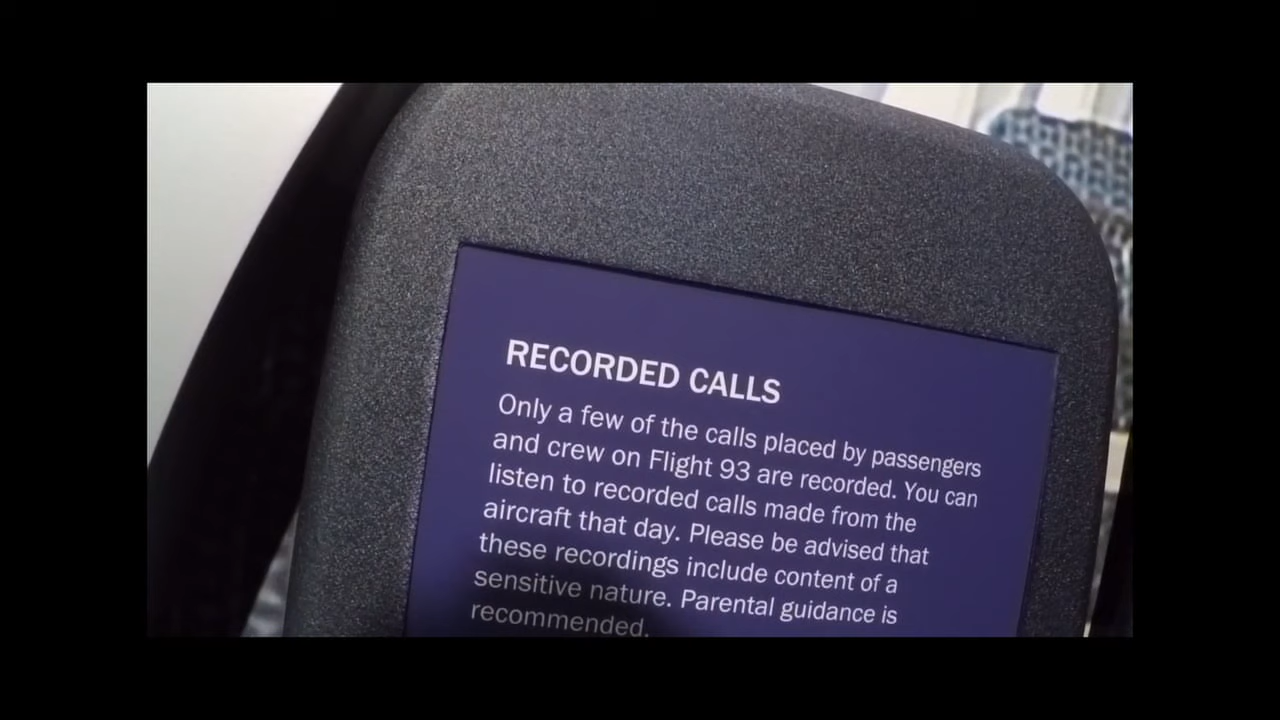 RECORDED CALLS
Only a few of the calls placed by passengers
and crew on Flight 93 are recorded. You can
listen to recorded calls made from the
aircraft that day. Please be advised that
these recordings include content of a
sensitive nature. Parental guidance is
recommended.